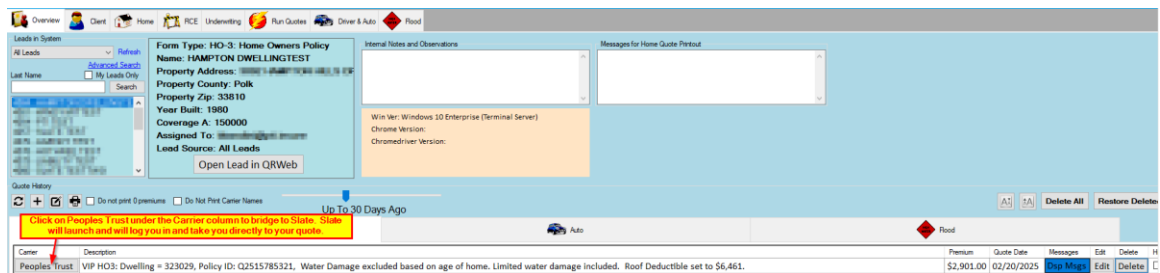 Overview Client Home RCE Underwriting Run Quotes Driver & Auto Flood
Leads in System
All Leads Refresh
Advanced Search
Last Name My Leads Only
Search
Form Type: HO-3: Home Owners Policy
Name: HAMPTON DWELLINGTEST
Property Address:
Property County: Polk
Property Zip: 33810
Year Built: 1980
Coverage A: 150000
Assigned To:
Lead Source: All Leads
Open Lead in QRWeb
Internal Notes and Observations
Messages for Home Quote Printout
Win Ver: Windows 10 Enterprise (Terminal Server)
Chrome Version:
Chromedriver Version:
Quote History
Do not print 0 premiums Do Not Print Carrier Names
Up To 30 Days Ago
Delete All
Click on Peoples Trust under the Carrier column to bridge to Slate. Slate
will launch and will log you in and take you directly to your quote.
Auto
Flood
Carrier Description Premium Quote Date Messages Edit Delete
Peoples Trust VIP HO3: Dwelling = 323029, Policy ID: Q2515785321, Water Damage excluded based on age of home. Limited water damage included. Roof Deductible set to $6,461. $2,901.00 02/20/2025 Dsp Msgs Edit Delete